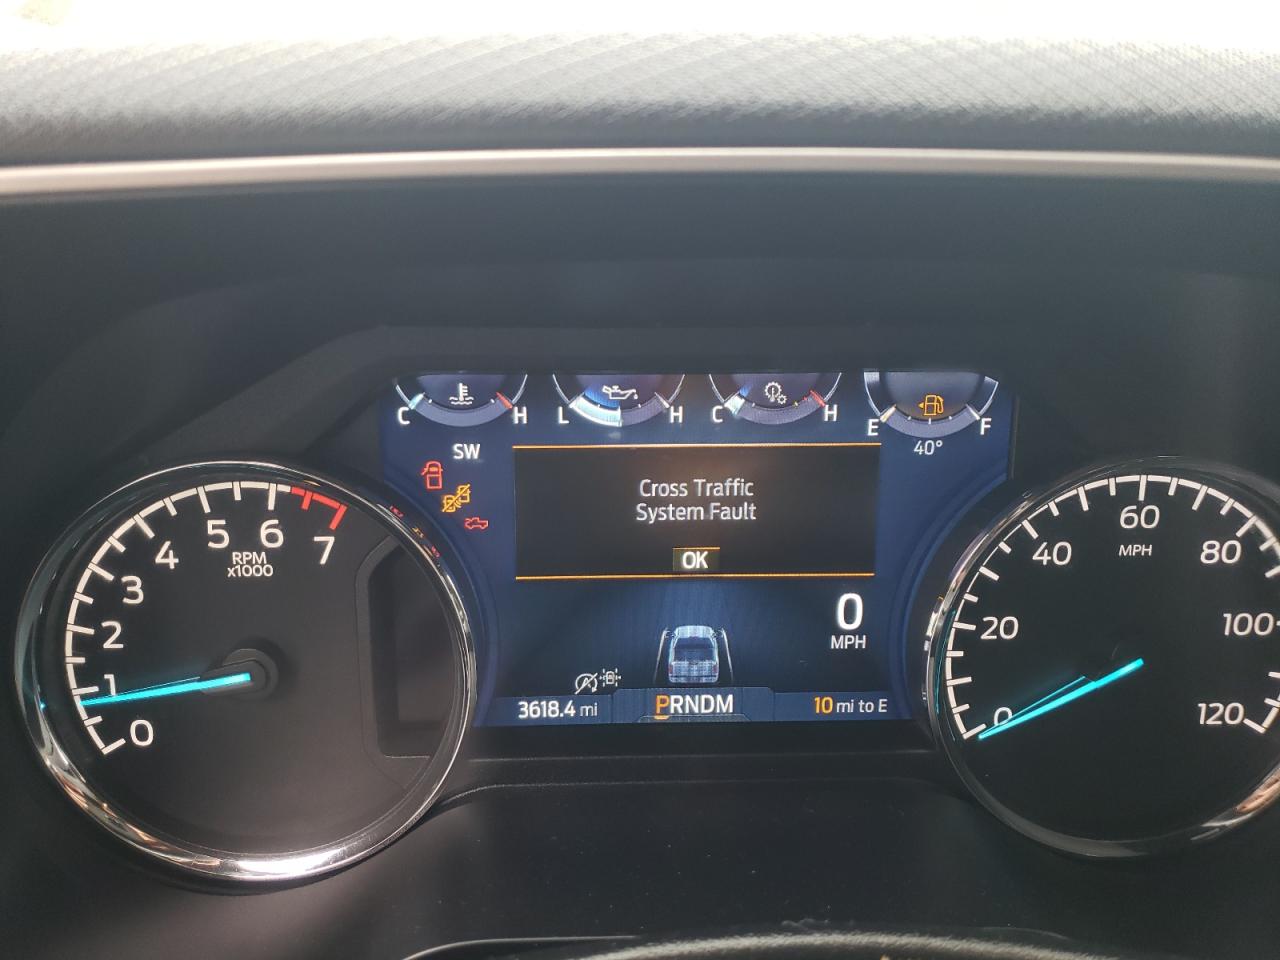 C H
L H
C H
E F
40°
SW
Cross Traffic
System Fault
OK
0
MPH
3618.4 mi
PRNDM
10 mi to E
0
1
2
3
4
5
6
7
RPM
x1000
0
20
40
60
80
100
120
MPH